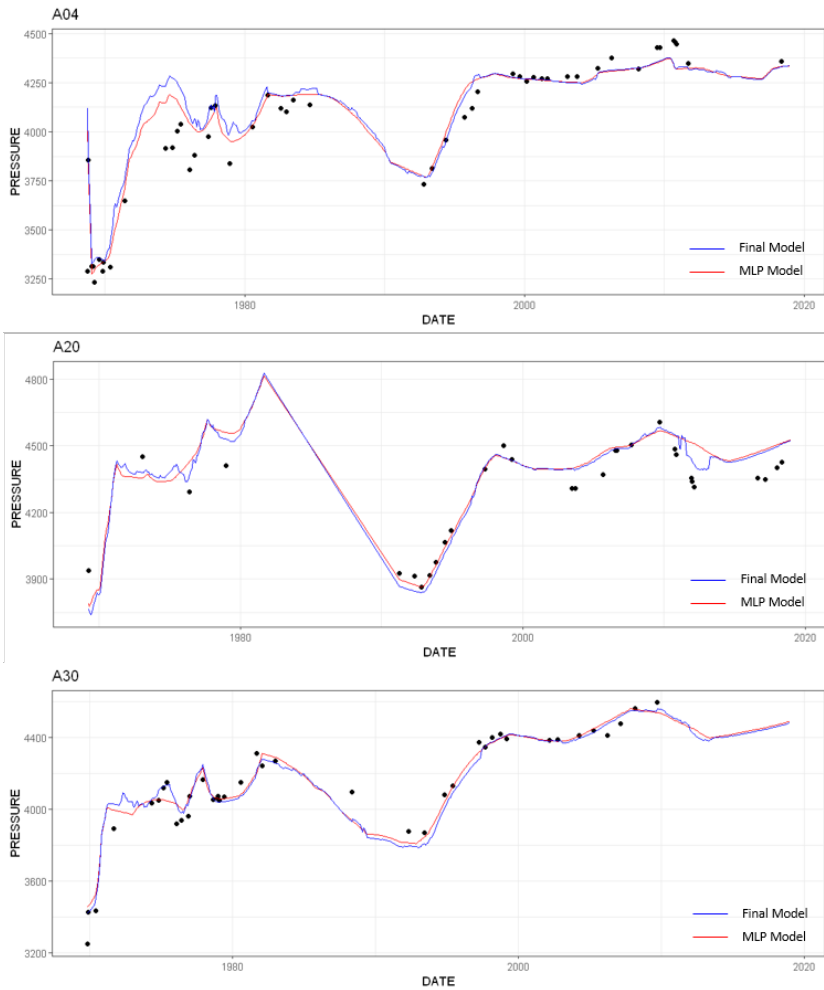 A04
4500
4250
4000
3750
3500
3250
PRESSURE
Final Model
MLP Model
1980
2000
2020
DATE
A20
4800
4500
4200
3900
PRESSURE
Final Model
MLP Model
1980
2000
2020
DATE
A30
4400
4000
3600
3200
PRESSURE
Final Model
MLP Model
1980
2000
2020
DATE